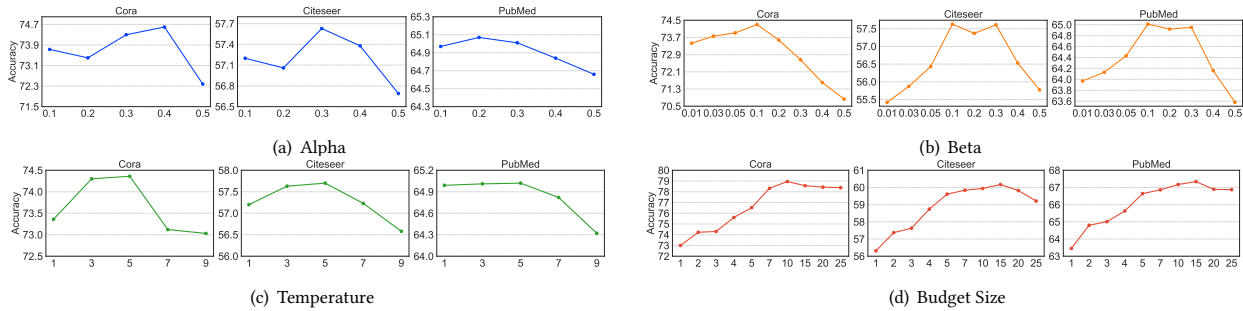 Cora
Citeseer
PubMed
Accuracy
74.7
73.9
73.1
72.3
71.5
57.7
57.4
57.1
56.8
56.5
65.3
65.0
64.7
64.6
64.3
0.1 0.2 0.3 0.4 0.5
0.1 0.2 0.3 0.4 0.5
0.1 0.2 0.3 0.4 0.5
(a) Alpha
Cora
Citeseer
PubMed
Accuracy
74.5
73.6
72.9
72.1
71.3
70.5
57.5
57.0
56.5
56.0
55.5
65.0
64.8
64.6
64.4
64.2
64.0
63.8
63.6
0.01 0.03 0.05 0.1 0.2 0.3 0.4 0.5
0.01 0.03 0.05 0.1 0.2 0.3 0.4 0.5
0.01 0.03 0.05 0.1 0.2 0.3 0.4 0.5
(b) Beta
Cora
Citeseer
PubMed
Accuracy
74.5
74.0
73.5
73.0
72.5
58.0
57.5
57.0
56.5
56.0
65.2
64.9
64.6
64.3
64.0
1 3 5 7 9
1 3 5 7 9
1 3 5 7 9
(c) Temperature
Cora
Citeseer
PubMed
Accuracy
80
79
78
77
76
75
74
73
72
61
60
59
58
57
56
68
67
66
65
64
63
1 2 3 4 5 7 10 15 20 25
1 2 3 4 5 7 10 15 20 25
1 2 3 4 5 7 10 15 20 25
(d) Budget Size